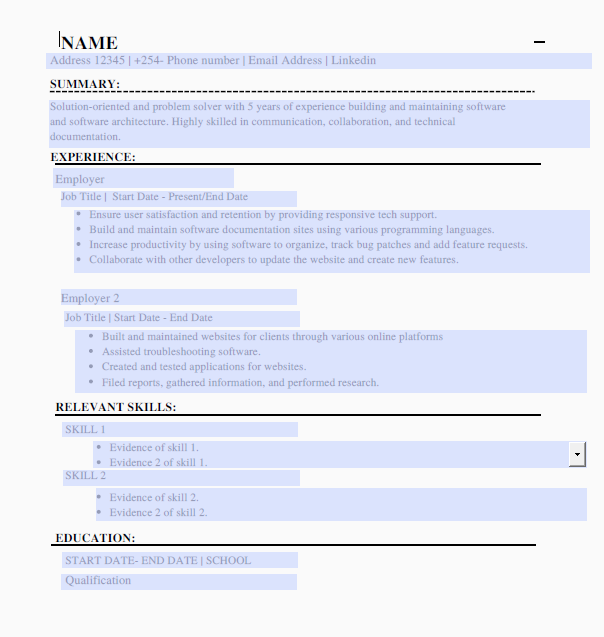 NAME
Address 12345 | +254- Phone number | Email Address | Linkedin
SUMMARY:
Solution-oriented and problem solver with 5 years of experience building and maintaining software
and software architecture. Highly skilled in communication, collaboration, and technical
documentation.
EXPERIENCE:
Employer
Job Title | Start Date - Present/End Date
• Ensure user satisfaction and retention by providing responsive tech support.
• Build and maintain software documentation sites using various programming languages.
• Increase productivity by using software to organize, track bug patches and add feature requests.
• Collaborate with other developers to update the website and create new features.
Employer 2
Job Title | Start Date - End Date
• Built and maintained websites for clients through various online platforms
• Assisted troubleshooting software.
• Created and tested applications for websites.
• Filed reports, gathered information, and performed research.
RELEVANT SKILLS:
SKILL 1
• Evidence of skill 1.
• Evidence 2 of skill 1.
SKILL 2
• Evidence of skill 2.
• Evidence 2 of skill 2.
EDUCATION:
START DATE- END DATE | SCHOOL
Qualification